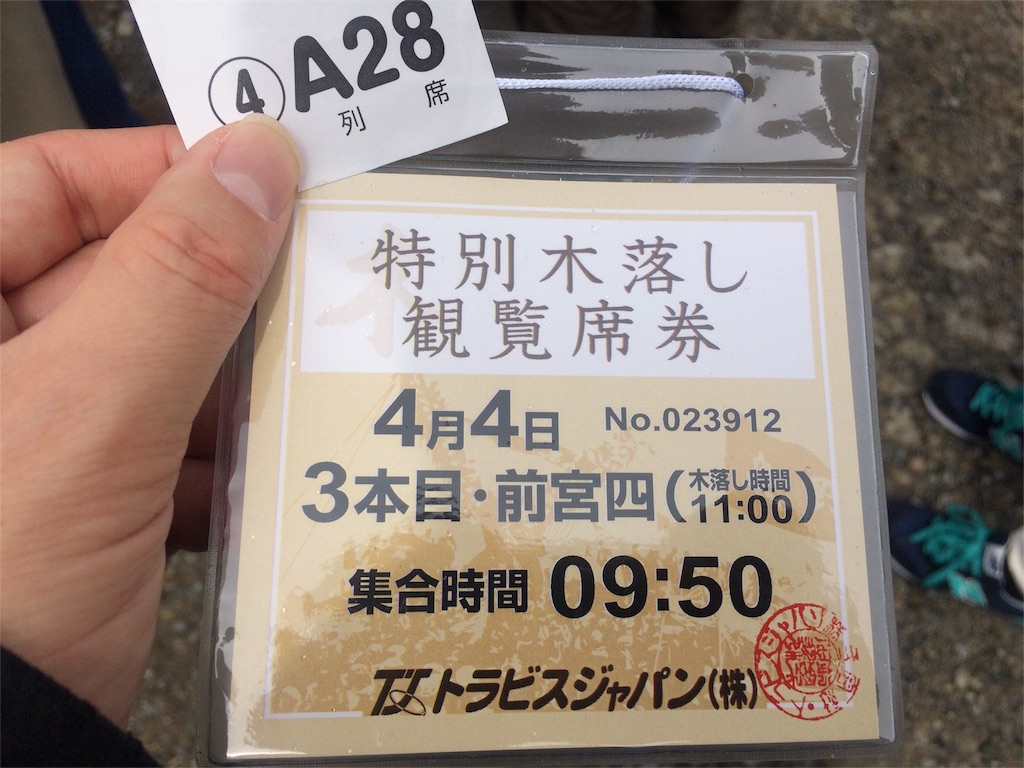 ④A28
列 席
特別木落し
観覧席券
4月4日 No.023912
3本目・前宮四(木落し時間 11:00)
集合時間 09:50
トラビスジャパン(株)